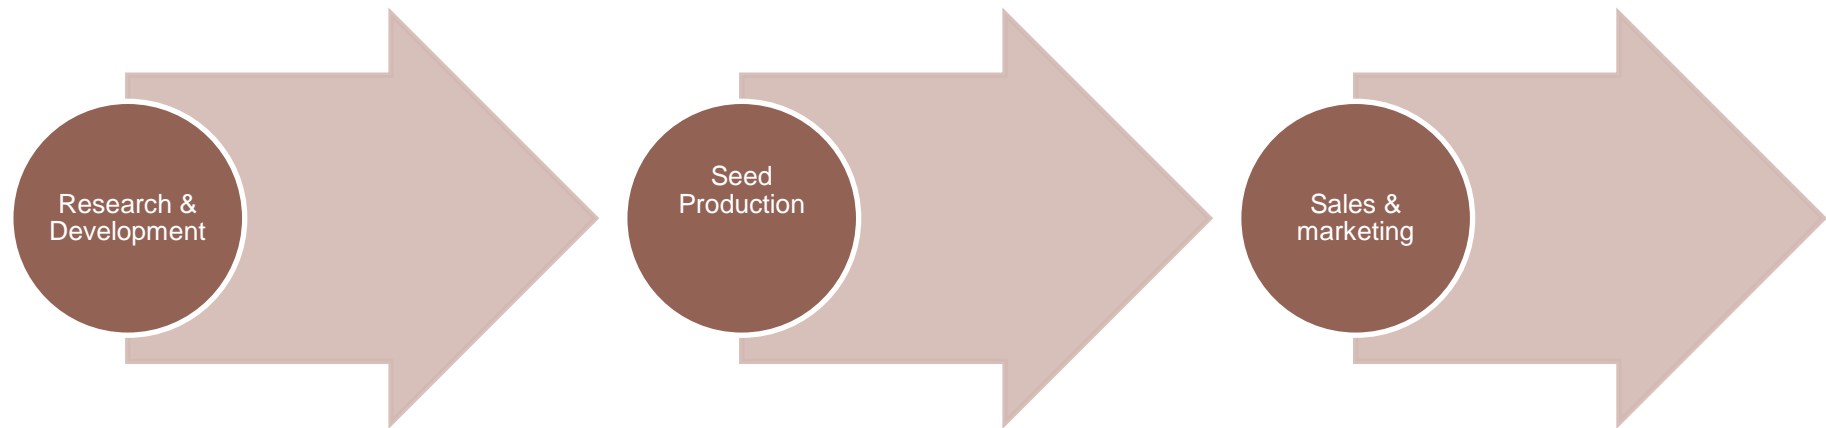 Research &
Development
Seed
Production
Sales &
marketing